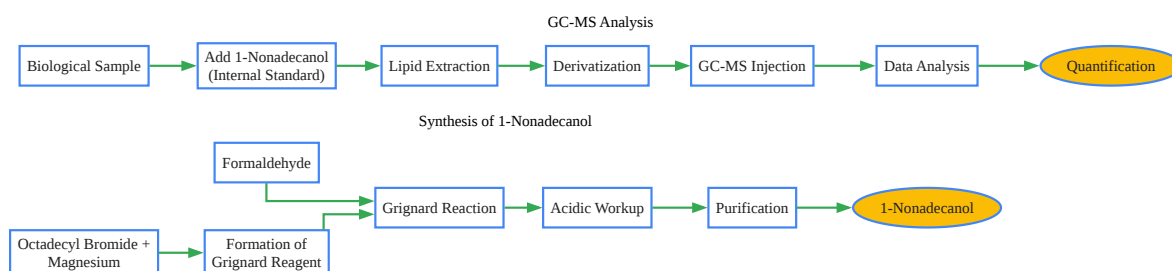 GC-MS Analysis
Biological Sample
Add 1-Nonadecanol
(Internal Standard)
Lipid Extraction
Derivatization
GC-MS Injection
Data Analysis
Quantification
Synthesis of 1-Nonadecanol
Formaldehyde
Grignard Reaction
Acidic Workup
Purification
1-Nonadecanol
Octadecyl Bromide +
Magnesium
Formation of
Grignard Reagent